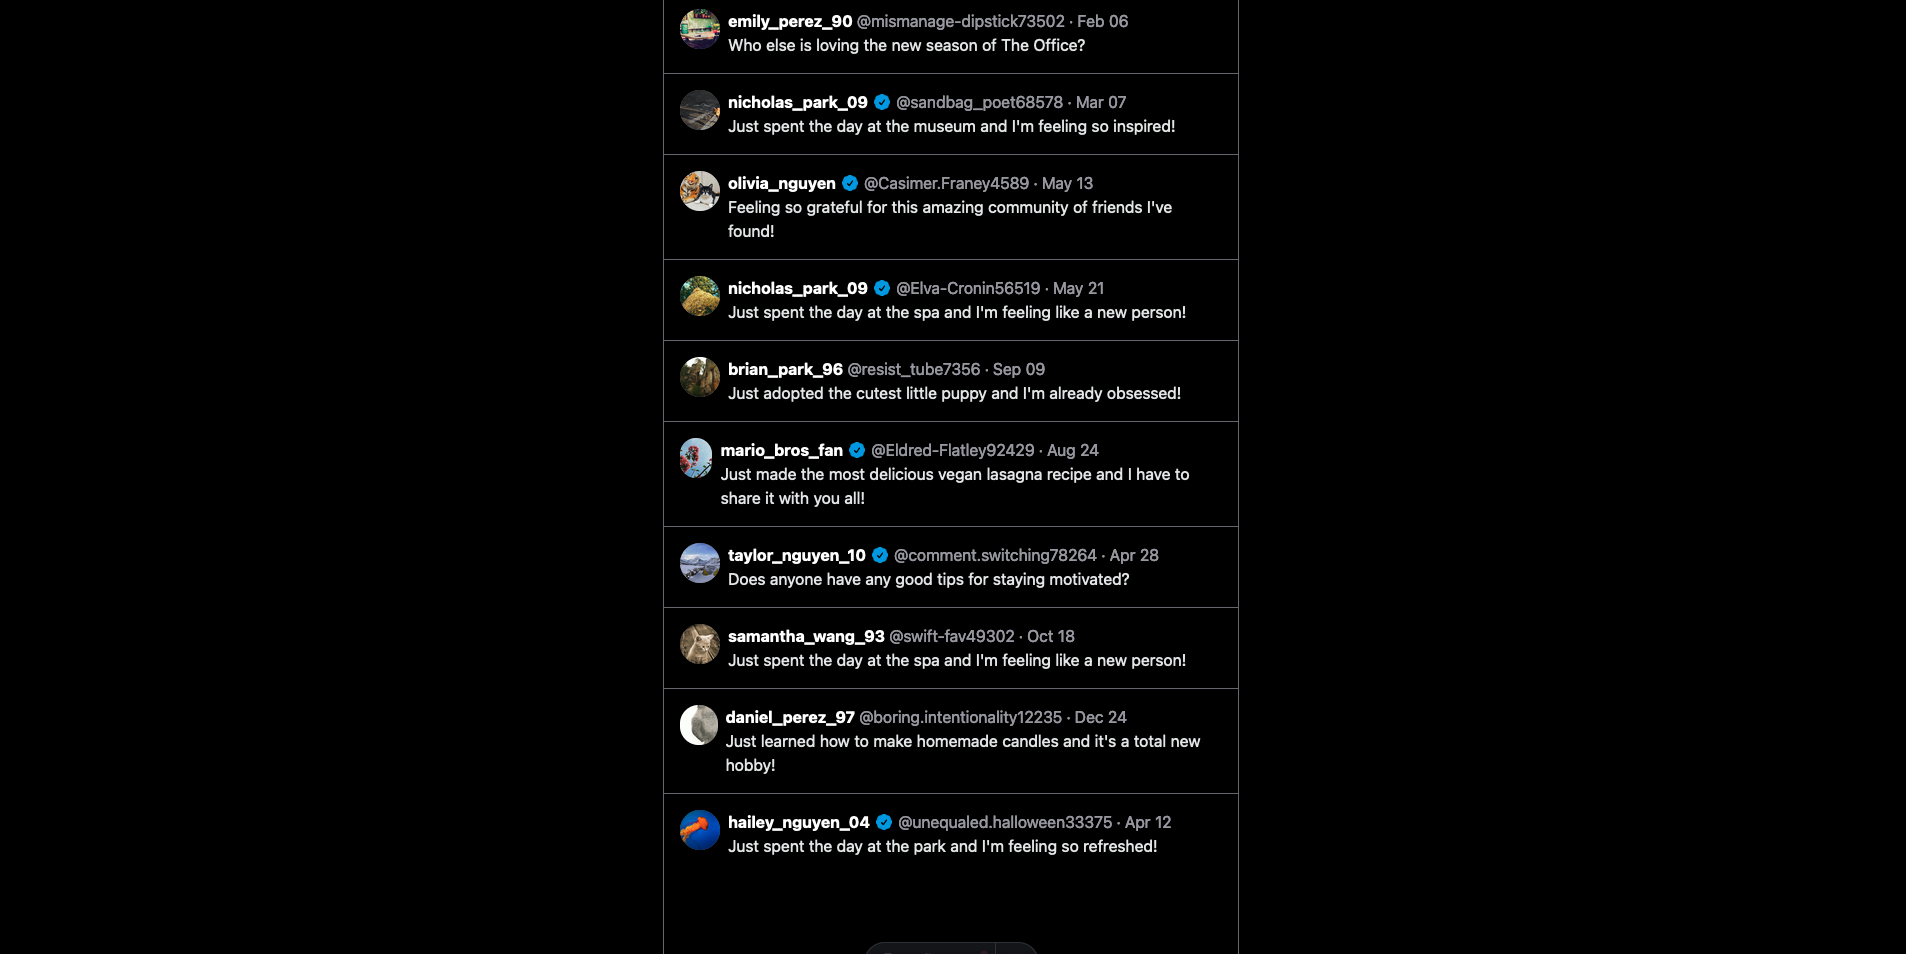 emily_perez_90 @mismanage-dipstick73502 · Feb 06
Who else is loving the new season of The Office?
nicholas_park_09 @sandbag_poet68578 · Mar 07
Just spent the day at the museum and I'm feeling so inspired!
olivia_nguyen @Casimer.Franey4589 · May 13
Feeling so grateful for this amazing community of friends I've
found!
nicholas_park_09 @Elva-Cronin56519 · May 21
Just spent the day at the spa and I'm feeling like a new person!
brian_park_96 @resist_tube7356 · Sep 09
Just adopted the cutest little puppy and I'm already obsessed!
mario_bros_fan @Eldred-Flatley92429 · Aug 24
Just made the most delicious vegan lasagna recipe and I have to
share it with you all!
taylor_nguyen_10 @comment.switching78264 · Apr 28
Does anyone have any good tips for staying motivated?
samantha_wang_93 @swift-fav49302 · Oct 18
Just spent the day at the spa and I'm feeling like a new person!
daniel_perez_97 @boring.intentionality12235 · Dec 24
Just learned how to make homemade candles and it's a total new
hobby!
hailey_nguyen_04 @unequaled.halloween33375 · Apr 12
Just spent the day at the park and I'm feeling so refreshed!